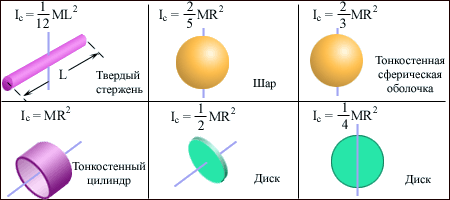 I_c = 1/12 ML²
L
Твердый
стержень
I_c = 2/5 MR²
Шар
I_c = 2/3 MR²
Тонкостенная
сферическая
оболочка
I_c = MR²
Тонкостенный
цилиндр
I_c = 1/2 MR²
Диск
I_c = 1/4 MR²
Диск